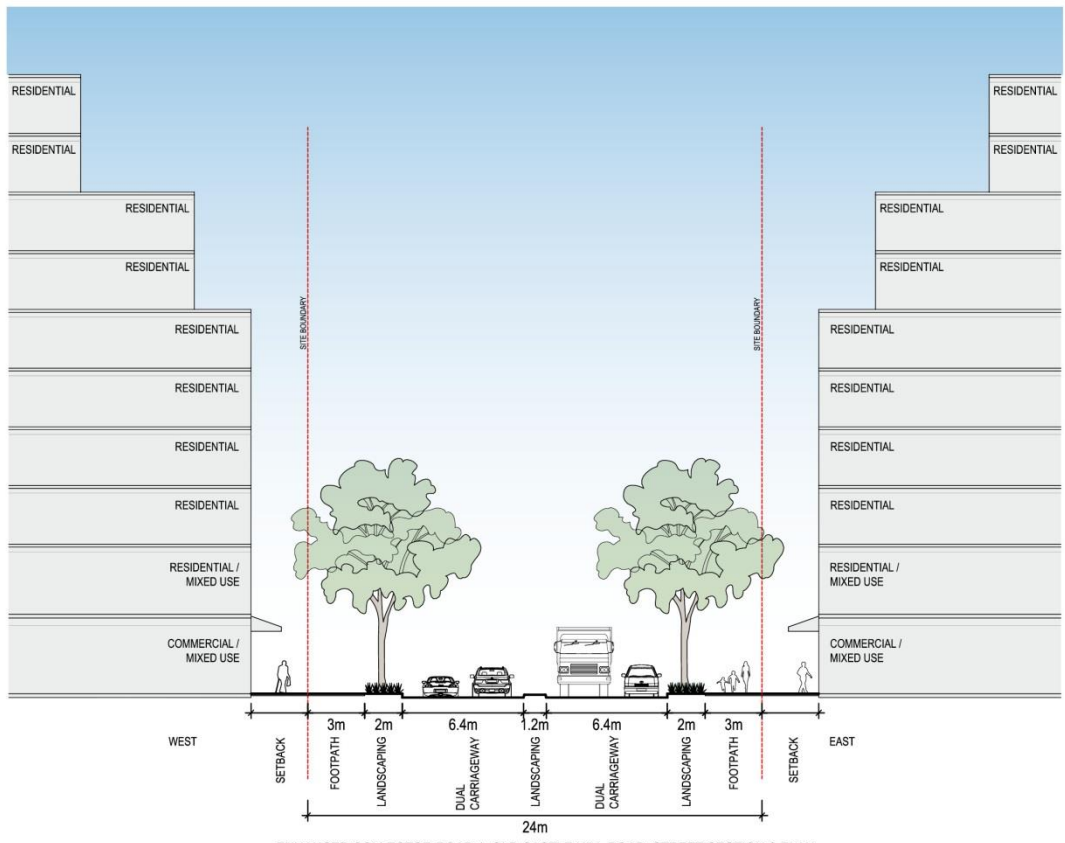 RESIDENTIAL
RESIDENTIAL
RESIDENTIAL
RESIDENTIAL
RESIDENTIAL
RESIDENTIAL
RESIDENTIAL
RESIDENTIAL
RESIDENTIAL /
MIXED USE
COMMERCIAL /
MIXED USE
SITE BOUNDARY
SITE BOUNDARY
RESIDENTIAL
RESIDENTIAL
RESIDENTIAL
RESIDENTIAL
RESIDENTIAL
RESIDENTIAL
RESIDENTIAL
RESIDENTIAL
RESIDENTIAL /
MIXED USE
COMMERCIAL /
MIXED USE
3m 2m 6.4m 1.2m 6.4m 2m 3m
WEST
SETBACK
FOOTPATH
LANDSCAPING
DUAL
CARRIAGEWAY
LANDSCAPING
DUAL
CARRIAGEWAY
LANDSCAPING
FOOTPATH
SETBACK
EAST
24m